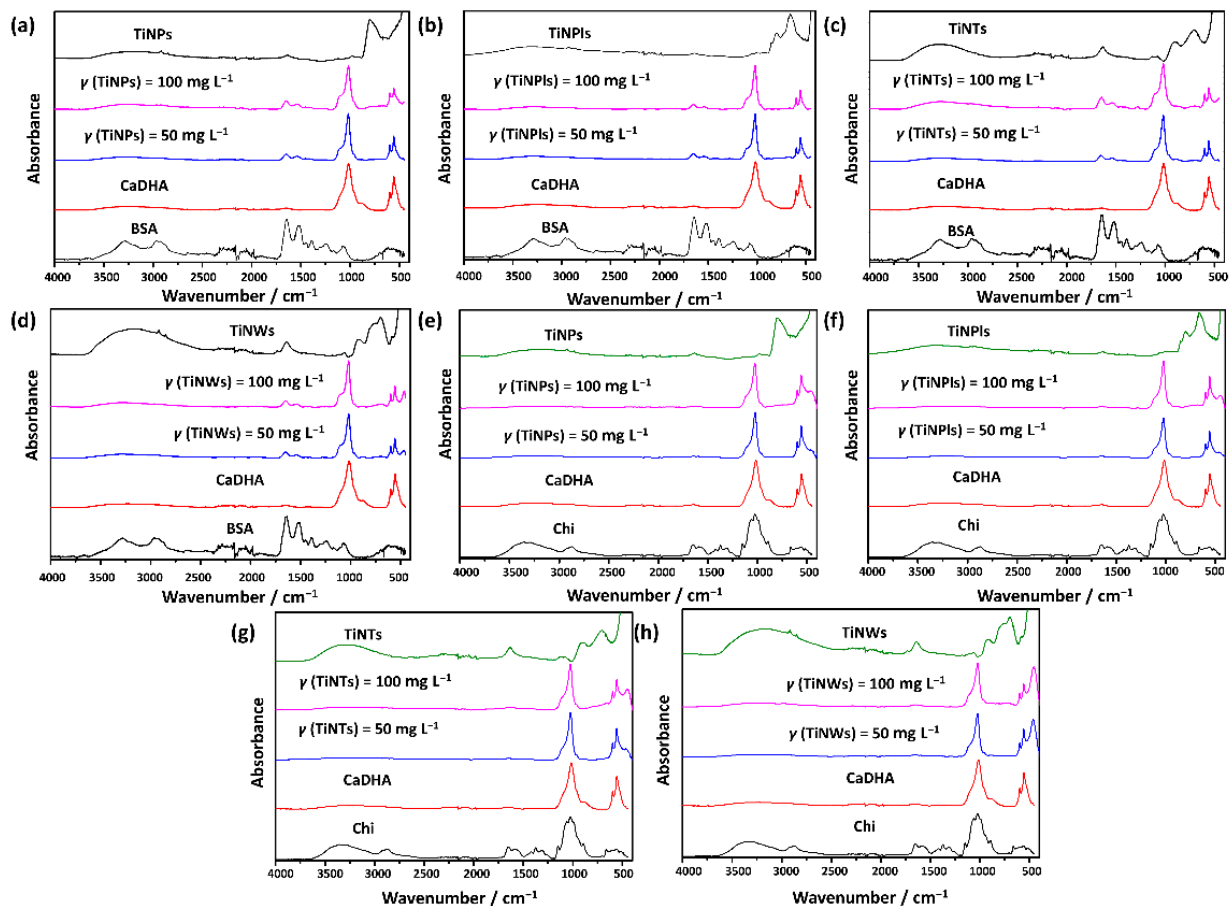 (a)
TiNPs
γ (TiNPs) = 100 mg L⁻¹
γ (TiNPs) = 50 mg L⁻¹
CaDHA
BSA
Absorbance
4000 3500 3000 2500 2000 1500 1000 500
Wavenumber / cm⁻¹
(b)
TiNPls
γ (TiNPls) = 100 mg L⁻¹
γ (TiNPls) = 50 mg L⁻¹
CaDHA
BSA
Absorbance
4000 3500 3000 2500 2000 1500 1000 500
Wavenumber / cm⁻¹
(c)
TiNTs
γ (TiNTs) = 100 mg L⁻¹
γ (TiNTs) = 50 mg L⁻¹
CaDHA
BSA
Absorbance
4000 3500 3000 2500 2000 1500 1000 500
Wavenumber / cm⁻¹
(d)
TiNWs
γ (TiNWs) = 100 mg L⁻¹
γ (TiNWs) = 50 mg L⁻¹
CaDHA
BSA
Absorbance
4000 3500 3000 2500 2000 1500 1000 500
Wavenumber / cm⁻¹
(e)
TiNPs
γ (TiNPs) = 100 mg L⁻¹
γ (TiNPs) = 50 mg L⁻¹
CaDHA
Chi
Absorbance
4000 3500 3000 2500 2000 1500 1000 500
Wavenumber / cm⁻¹
(f)
TiNPls
γ (TiNPls) = 100 mg L⁻¹
γ (TiNPls) = 50 mg L⁻¹
CaDHA
Chi
Absorbance
4000 3500 3000 2500 2000 1500 1000 500
Wavenumber / cm⁻¹
(g)
TiNTs
γ (TiNTs) = 100 mg L⁻¹
γ (TiNTs) = 50 mg L⁻¹
CaDHA
Chi
Absorbance
4000 3500 3000 2500 2000 1500 1000 500
Wavenumber / cm⁻¹
(h)
TiNWs
γ (TiNWs) = 100 mg L⁻¹
γ (TiNWs) = 50 mg L⁻¹
CaDHA
Chi
Absorbance
4000 3500 3000 2500 2000 1500 1000 500
Wavenumber / cm⁻¹